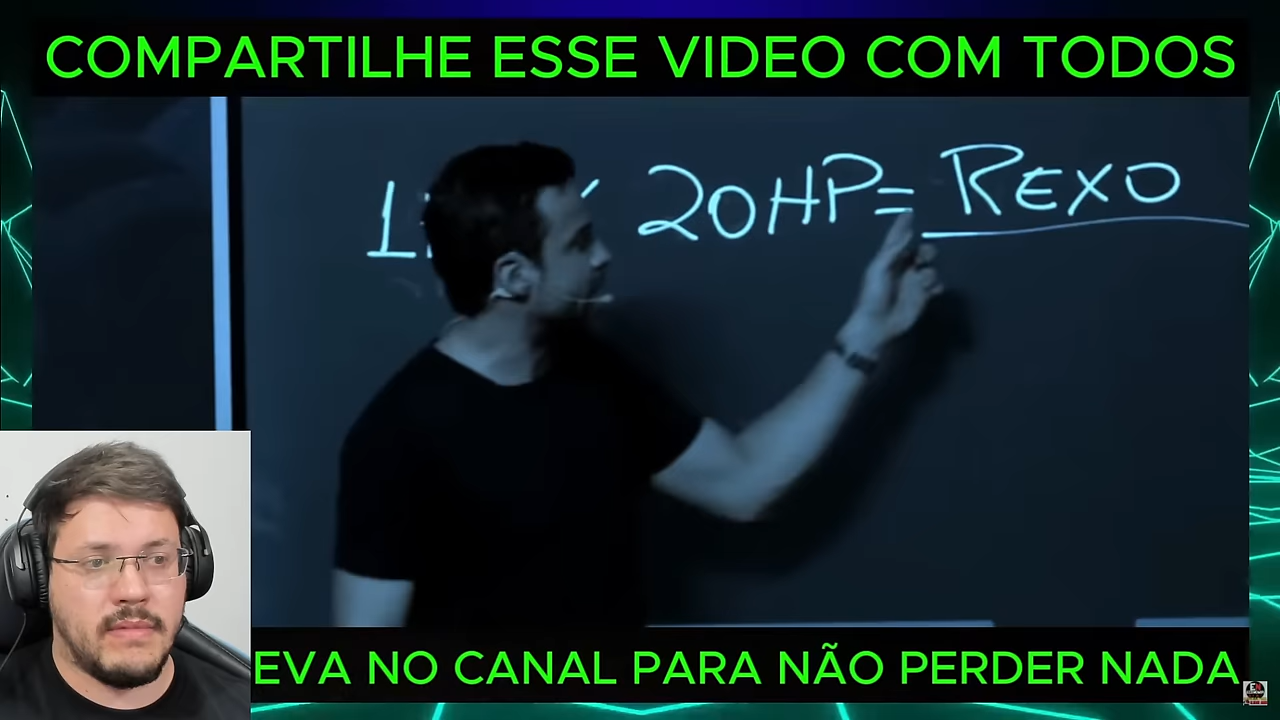 COMPARTILHE ESSE VIDEO COM TODOS
20HP= REXO
EVA NO CANAL PARA NÃO PERDER NADA